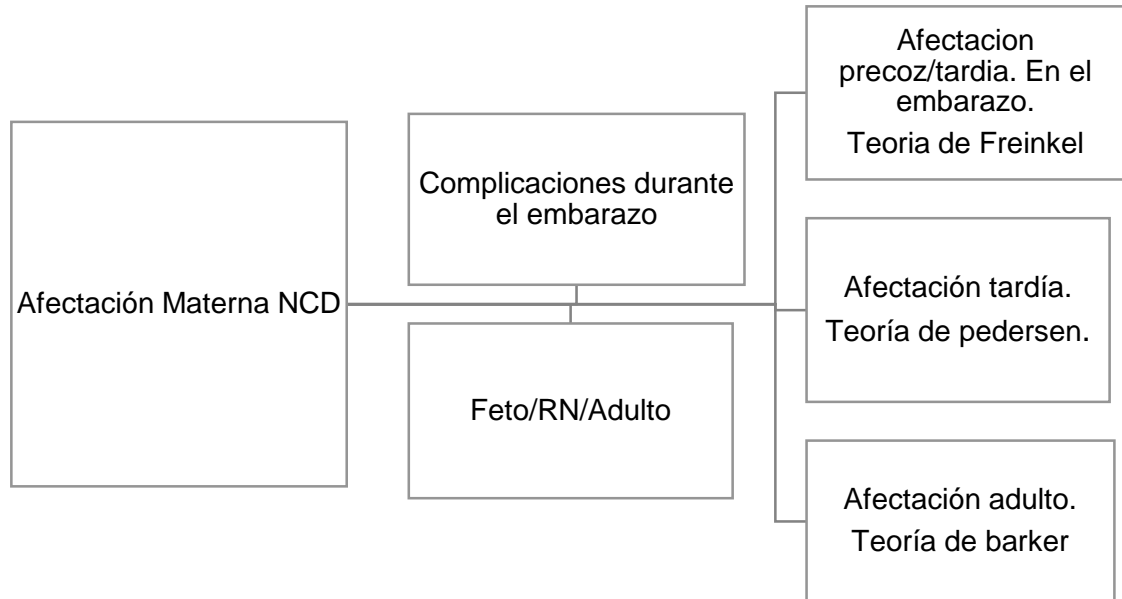 Afectación Materna NCD
Complicaciones durante
el embarazo
Feto/RN/Adulto
Afectacion
precoz/tardia. En el
embarazo.
Teoria de Freinkel
Afectación tardía.
Teoría de pedersen.
Afectación adulto.
Teoría de barker